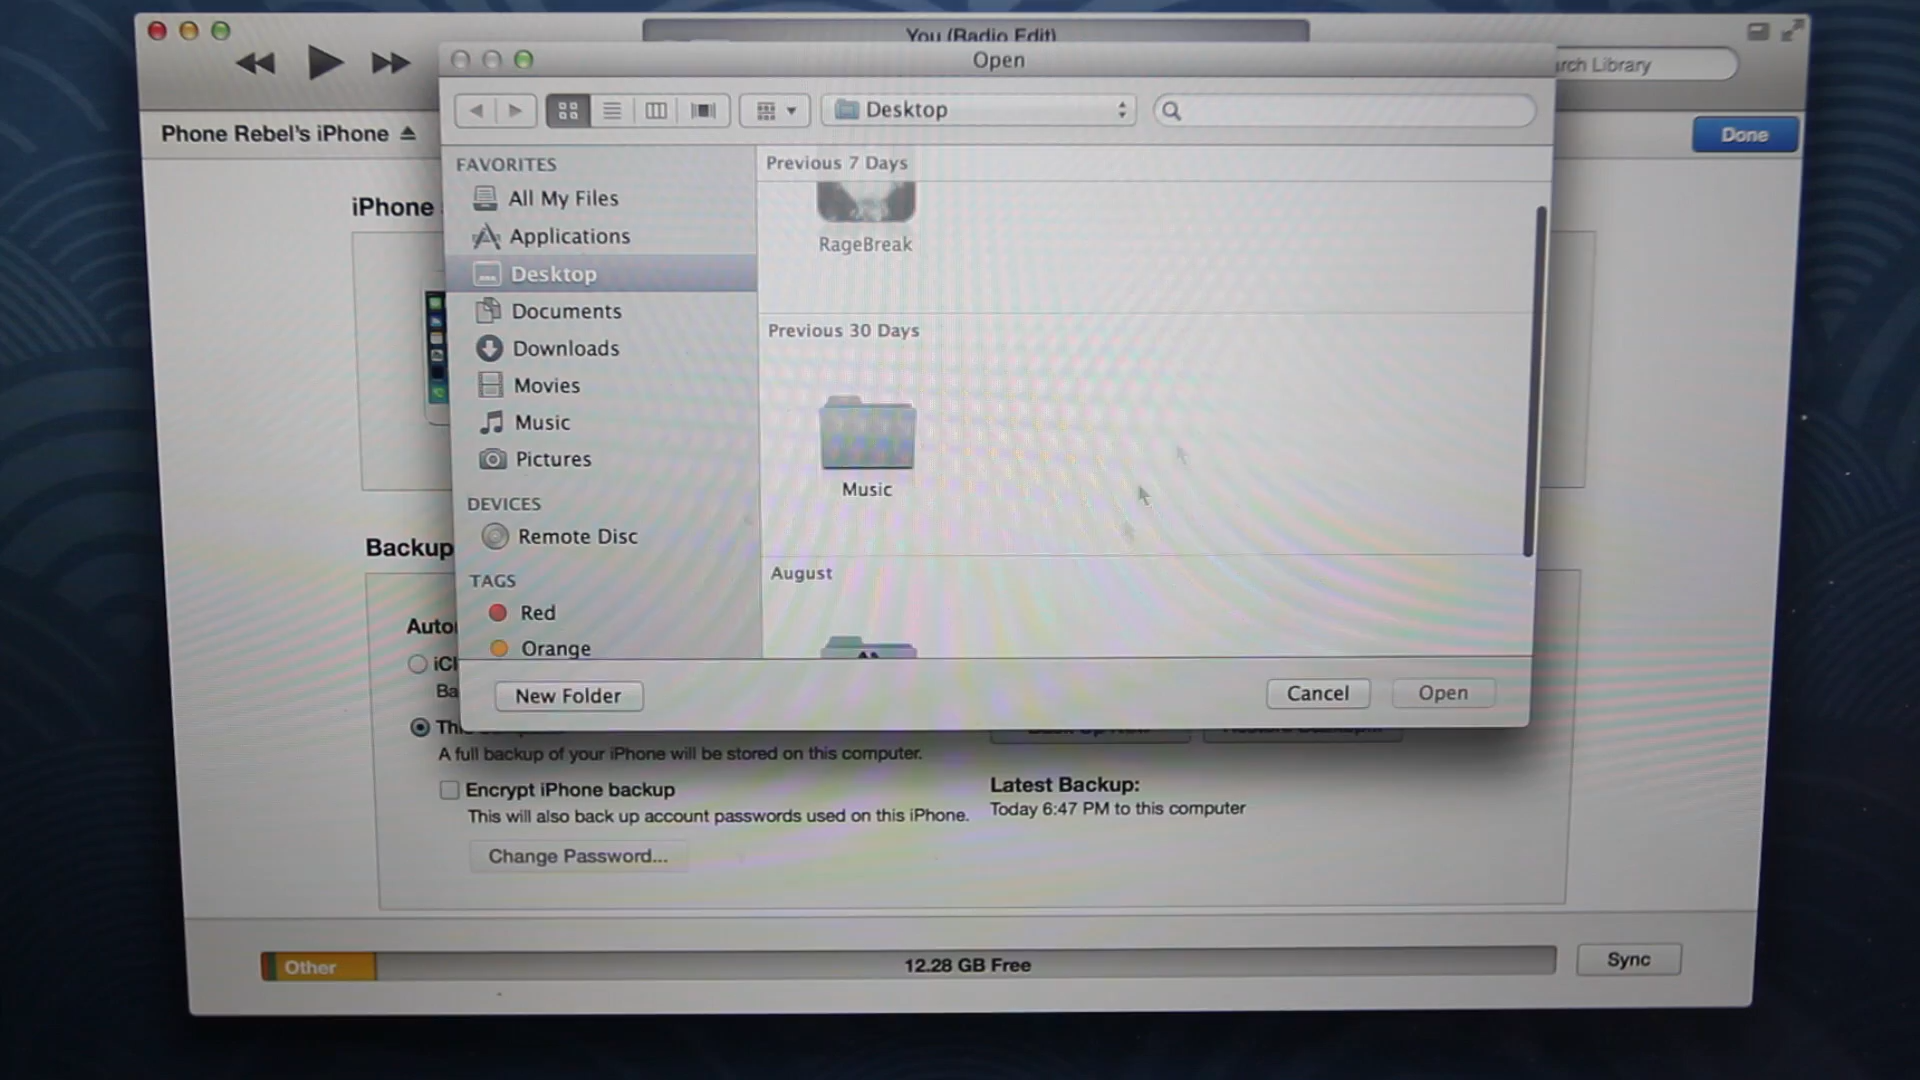 You (Radio Edit)
Open
rch Library
Desktop
Phone Rebel's iPhone
Done
FAVORITES
All My Files
Applications
Desktop
Documents
Downloads
Movies
Music
Pictures
DEVICES
Remote Disc
TAGS
Red
Orange
Previous 7 Days
RageBreak
Previous 30 Days
Music
August
New Folder
Cancel
Open
iPhone
Backup
Auto
iCl
Ba
Thi
A full backup of your iPhone will be stored on this computer.
Encrypt iPhone backup
This will also back up account passwords used on this iPhone.
Change Password...
Latest Backup:
Today 6:47 PM to this computer
Other
12.28 GB Free
Sync